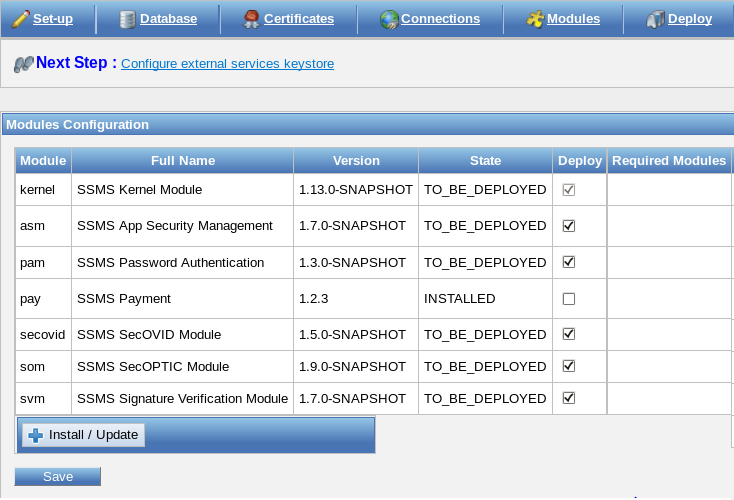 Set-up Database Certificates Connections Modules Deploy
Next Step : Configure external services keystore
Modules Configuration
Module Full Name Version State Deploy Required Modules
kernel SSMS Kernel Module 1.13.0-SNAPSHOT TO_BE_DEPLOYED
asm SSMS App Security Management 1.7.0-SNAPSHOT TO_BE_DEPLOYED
pam SSMS Password Authentication 1.3.0-SNAPSHOT TO_BE_DEPLOYED
pay SSMS Payment 1.2.3 INSTALLED
secovid SSMS SecOVID Module 1.5.0-SNAPSHOT TO_BE_DEPLOYED
som SSMS SecOPTIC Module 1.9.0-SNAPSHOT TO_BE_DEPLOYED
svm SSMS Signature Verification Module 1.7.0-SNAPSHOT TO_BE_DEPLOYED
Install / Update
Save